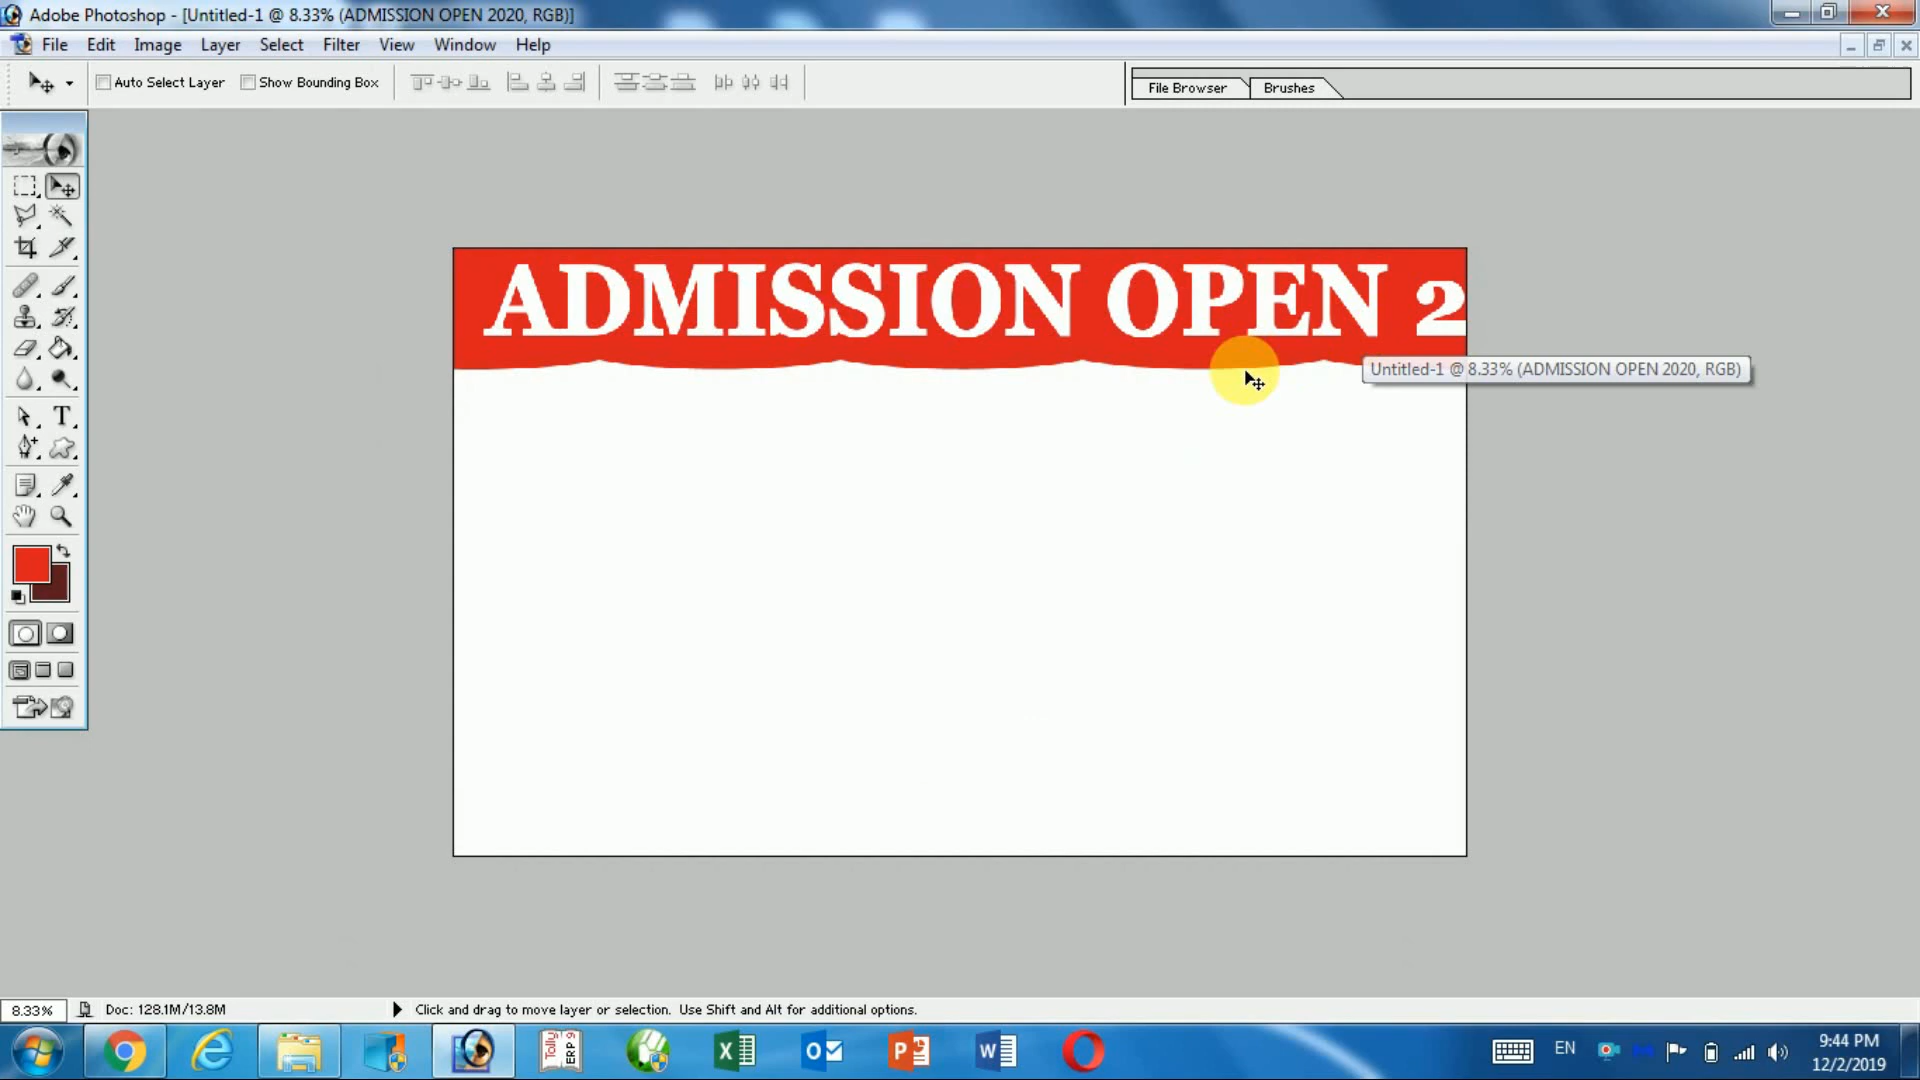 Adobe Photoshop - [Untitled-1 @ 8.33% (ADMISSION OPEN 2020, RGB)]
File Edit Image Layer Select Filter View Window Help
Auto Select Layer Show Bounding Box File Browser Brushes
ADMISSION OPEN 2
Untitled-1 @ 8.33% (ADMISSION OPEN 2020, RGB)
T
8.33% Doc: 128.1M/13.8M Click and drag to move layer or selection. Use Shift and Alt for additional options.
Tally ERP 9
X
O
P
W
EN
9:44 PM
12/2/2019